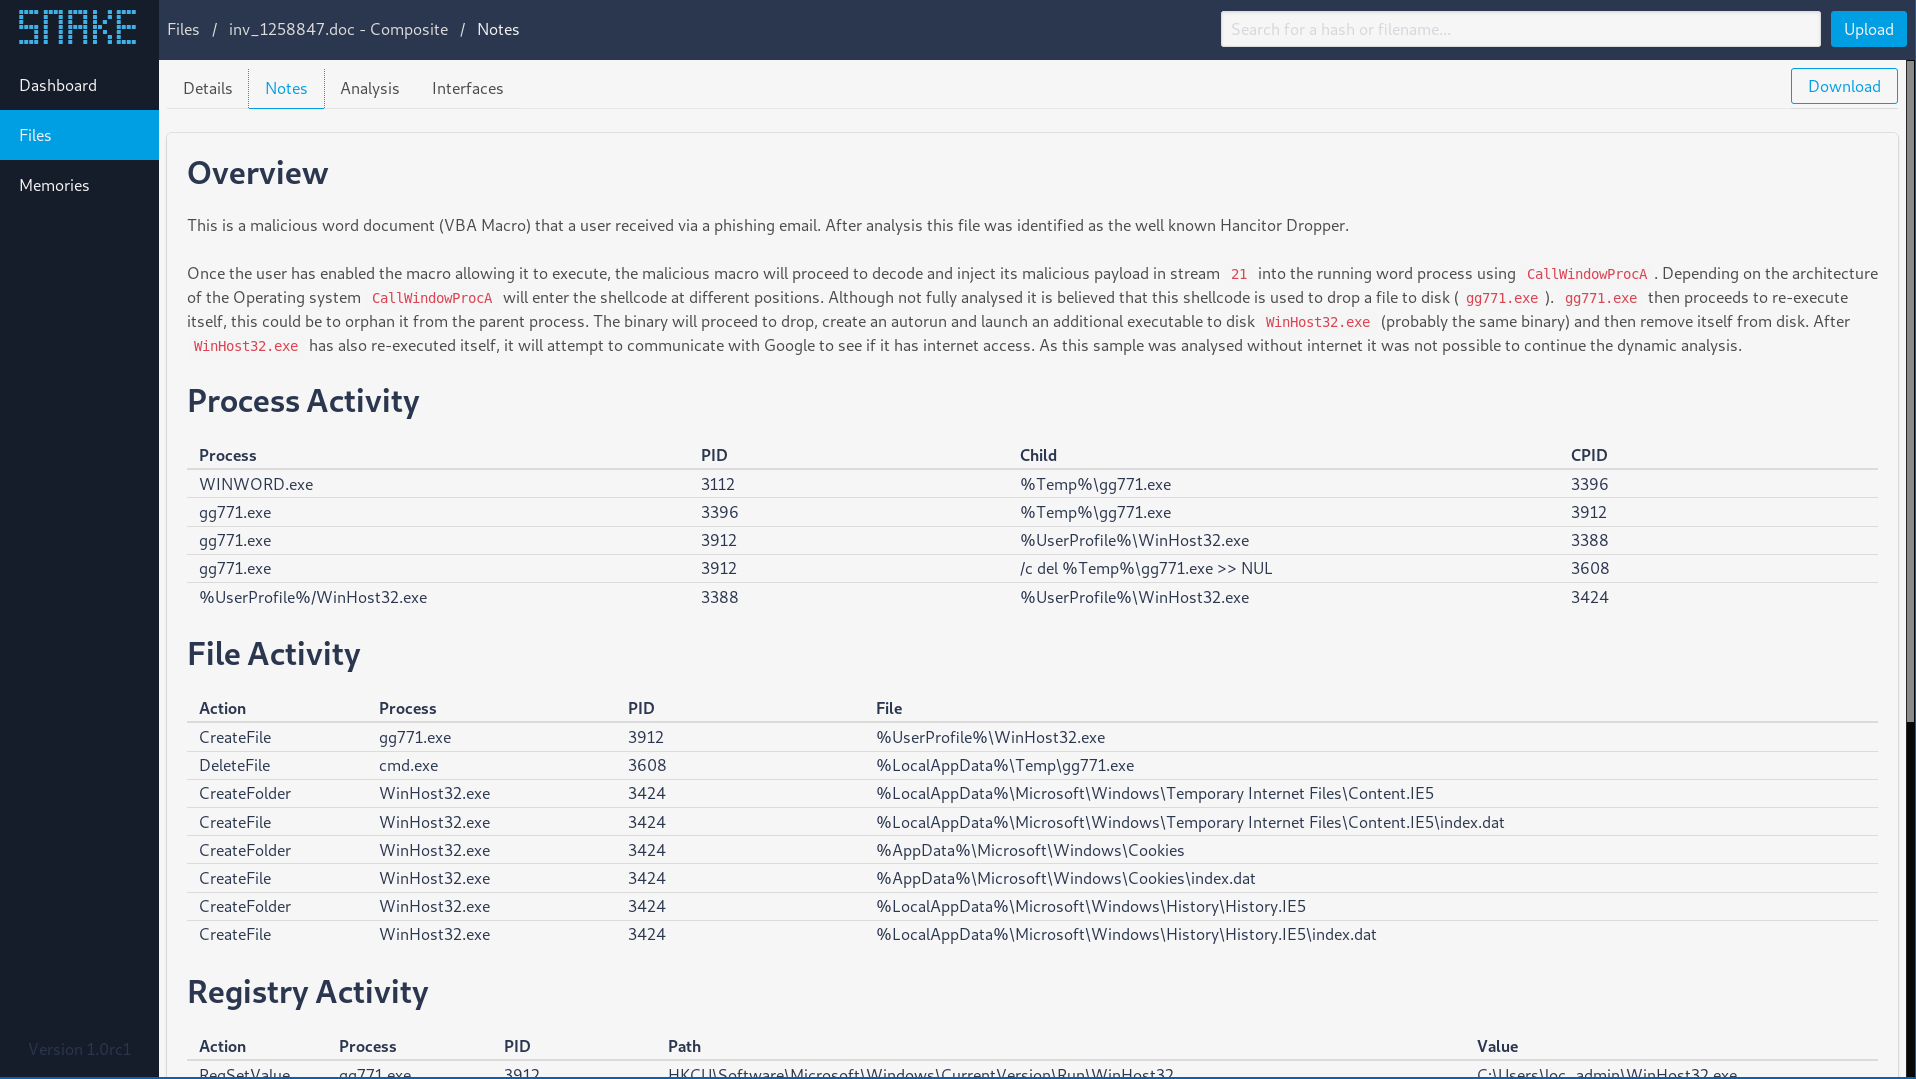 SNAKE
Files / inv_1258847.doc - Composite / Notes
Search for a hash or filename...
Upload
Dashboard
Files
Memories
Version 1.0rc1
Details Notes Analysis Interfaces
Download
Overview
This is a malicious word document (VBA Macro) that a user received via a phishing email. After analysis this file was identified as the well known Hancitor Dropper.
Once the user has enabled the macro allowing it to execute, the malicious macro will proceed to decode and inject its malicious payload in stream 21 into the running word process using CallWindowProcA . Depending on the architecture
of the Operating system CallWindowProcA will enter the shellcode at different positions. Although not fully analysed it is believed that this shellcode is used to drop a file to disk ( gg771.exe ). gg771.exe then proceeds to re-execute
itself, this could be to orphan it from the parent process. The binary will proceed to drop, create an autorun and launch an additional executable to disk WinHost32.exe (probably the same binary) and then remove itself from disk. After
WinHost32.exe has also re-executed itself, it will attempt to communicate with Google to see if it has internet access. As this sample was analysed without internet it was not possible to continue the dynamic analysis.
Process Activity
Process PID Child CPID
WINWORD.exe 3112 %Temp%\gg771.exe 3396
gg771.exe 3396 %Temp%\gg771.exe 3912
gg771.exe 3912 %UserProfile%\WinHost32.exe 3388
gg771.exe 3912 /c del %Temp%\gg771.exe >> NUL 3608
%UserProfile%/WinHost32.exe 3388 %UserProfile%\WinHost32.exe 3424
File Activity
Action Process PID File
CreateFile gg771.exe 3912 %UserProfile%\WinHost32.exe
DeleteFile cmd.exe 3608 %LocalAppData%\Temp\gg771.exe
CreateFolder WinHost32.exe 3424 %LocalAppData%\Microsoft\Windows\Temporary Internet Files\Content.IE5
CreateFile WinHost32.exe 3424 %LocalAppData%\Microsoft\Windows\Temporary Internet Files\Content.IE5\index.dat
CreateFolder WinHost32.exe 3424 %AppData%\Microsoft\Windows\Cookies
CreateFile WinHost32.exe 3424 %AppData%\Microsoft\Windows\Cookies\index.dat
CreateFolder WinHost32.exe 3424 %LocalAppData%\Microsoft\Windows\History\History.IE5
CreateFile WinHost32.exe 3424 %LocalAppData%\Microsoft\Windows\History\History.IE5\index.dat
Registry Activity
Action Process PID Path Value
RegSetValue gg771.exe 3912 HKCU\Software\Microsoft\Windows\CurrentVersion\Run\WinHost32 C:\Users\loc_admin\WinHost32.exe